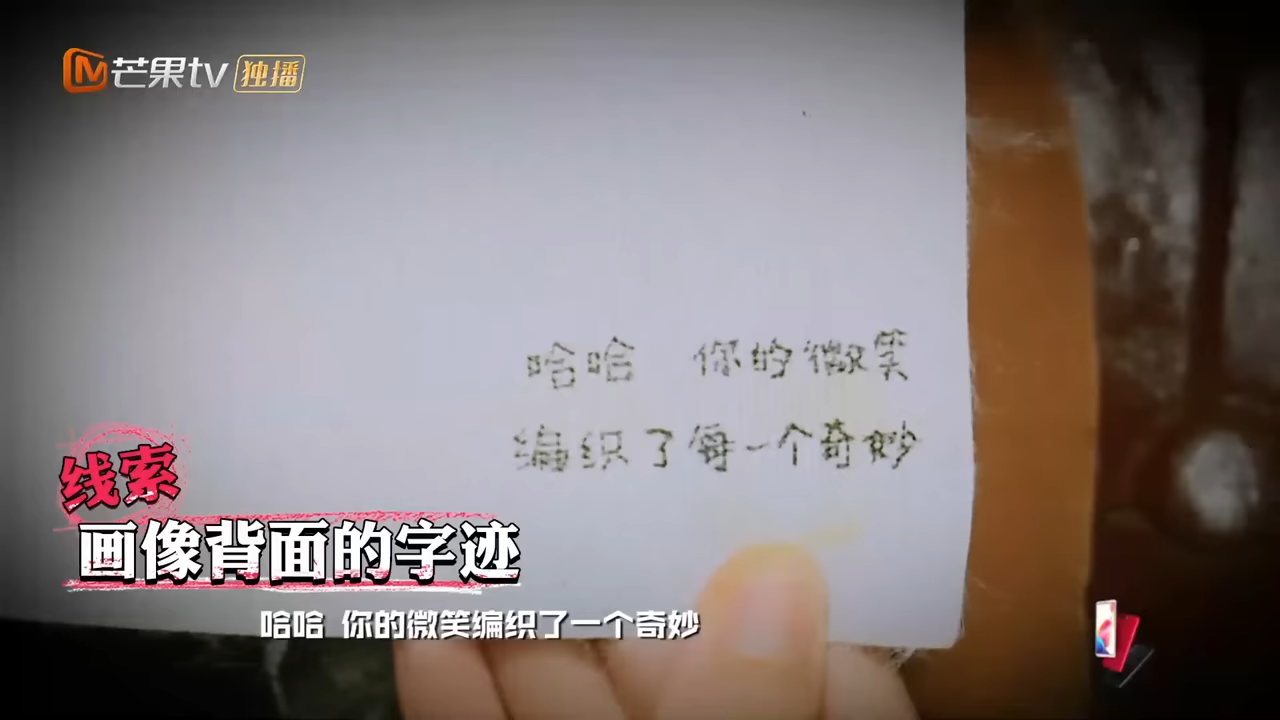 芒果tv 独播
哈哈 你的微笑
编织了每一个奇妙
线索
画像背面的字迹
哈哈 你的微笑编织了一个奇妙